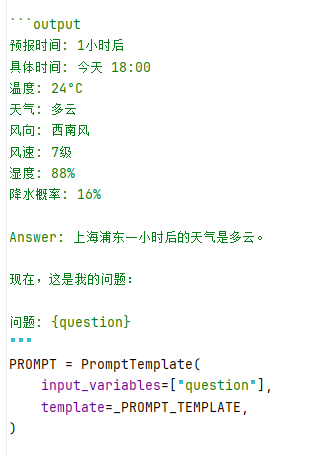 ```output
预报时间: 1小时后
具体时间: 今天 18:00
温度: 24°C
天气: 多云
风向: 西南风
风速: 7级
湿度: 88%
降水概率: 16%
Answer: 上海浦东一小时后的天气是多云。
现在，这是我的问题:
问题: {question}
"""
PROMPT = PromptTemplate(
    input_variables=["question"],
    template=_PROMPT_TEMPLATE,
)